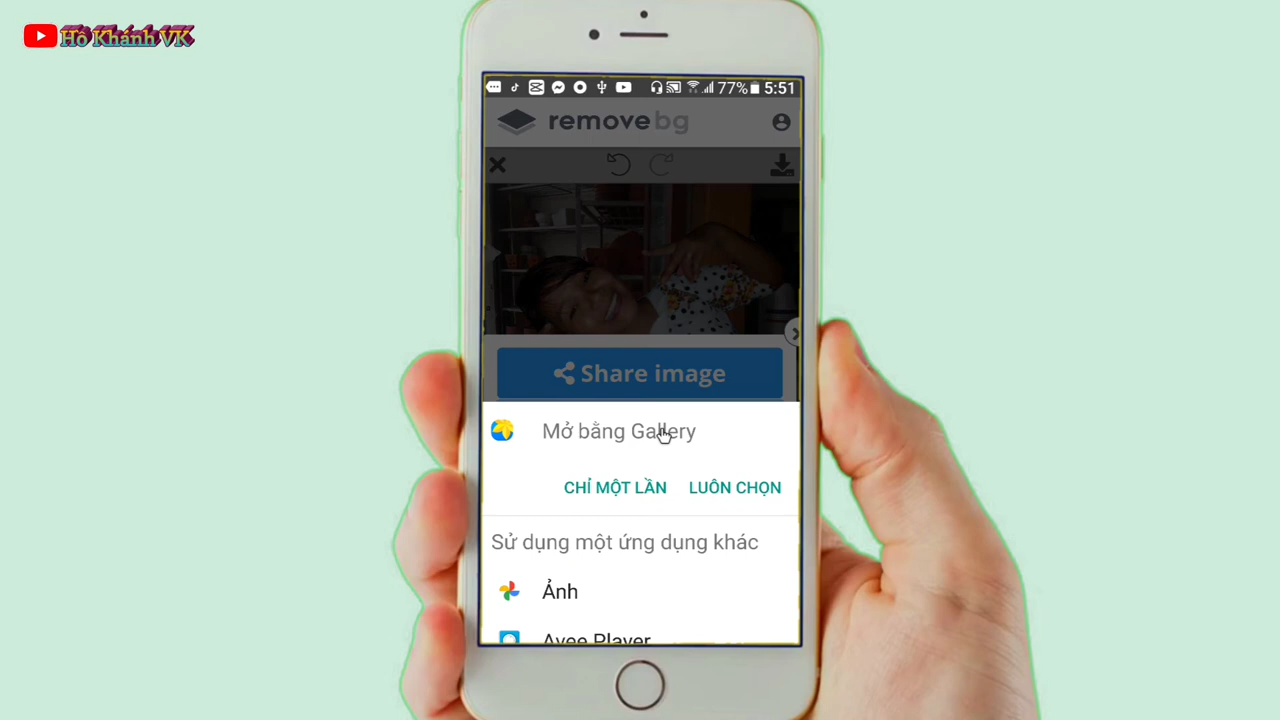 Hồ Khánh VK
77% 5:51
remove bg
Share image
Mở bằng Gallery
CHỈ MỘT LẦN LUÔN CHỌN
Sử dụng một ứng dụng khác
Ảnh
Avee Player